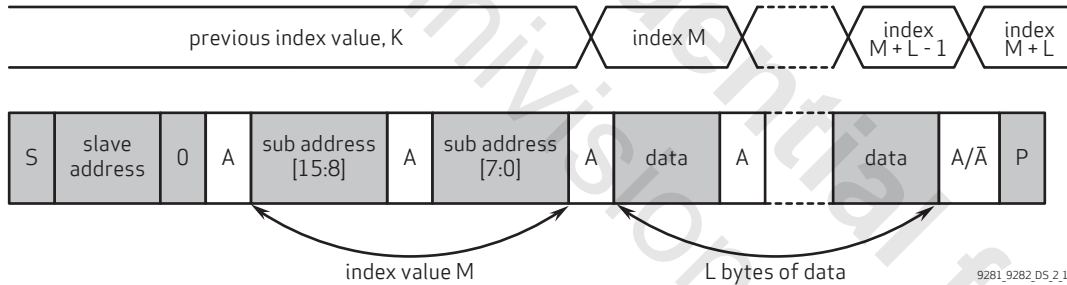 previous index value, K
index M
index
M + L - 1
index
M + L
S
slave
address
0
A
sub address
[15:8]
A
sub address
[7:0]
A
data
A
data
A/Ā
P
index value M
L bytes of data